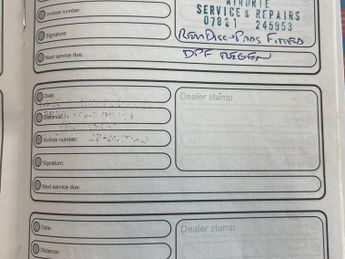 Invoice number:
SERVICE & REPAIRS
07831 245953
Signature:
Rear Disc + Pads Fitted
Next service due:
DPF REGEN
Date:
Dealer stamp
Distance:
Invoice number:
Signature:
Next service due:
Date:
Dealer stamp
Distance: